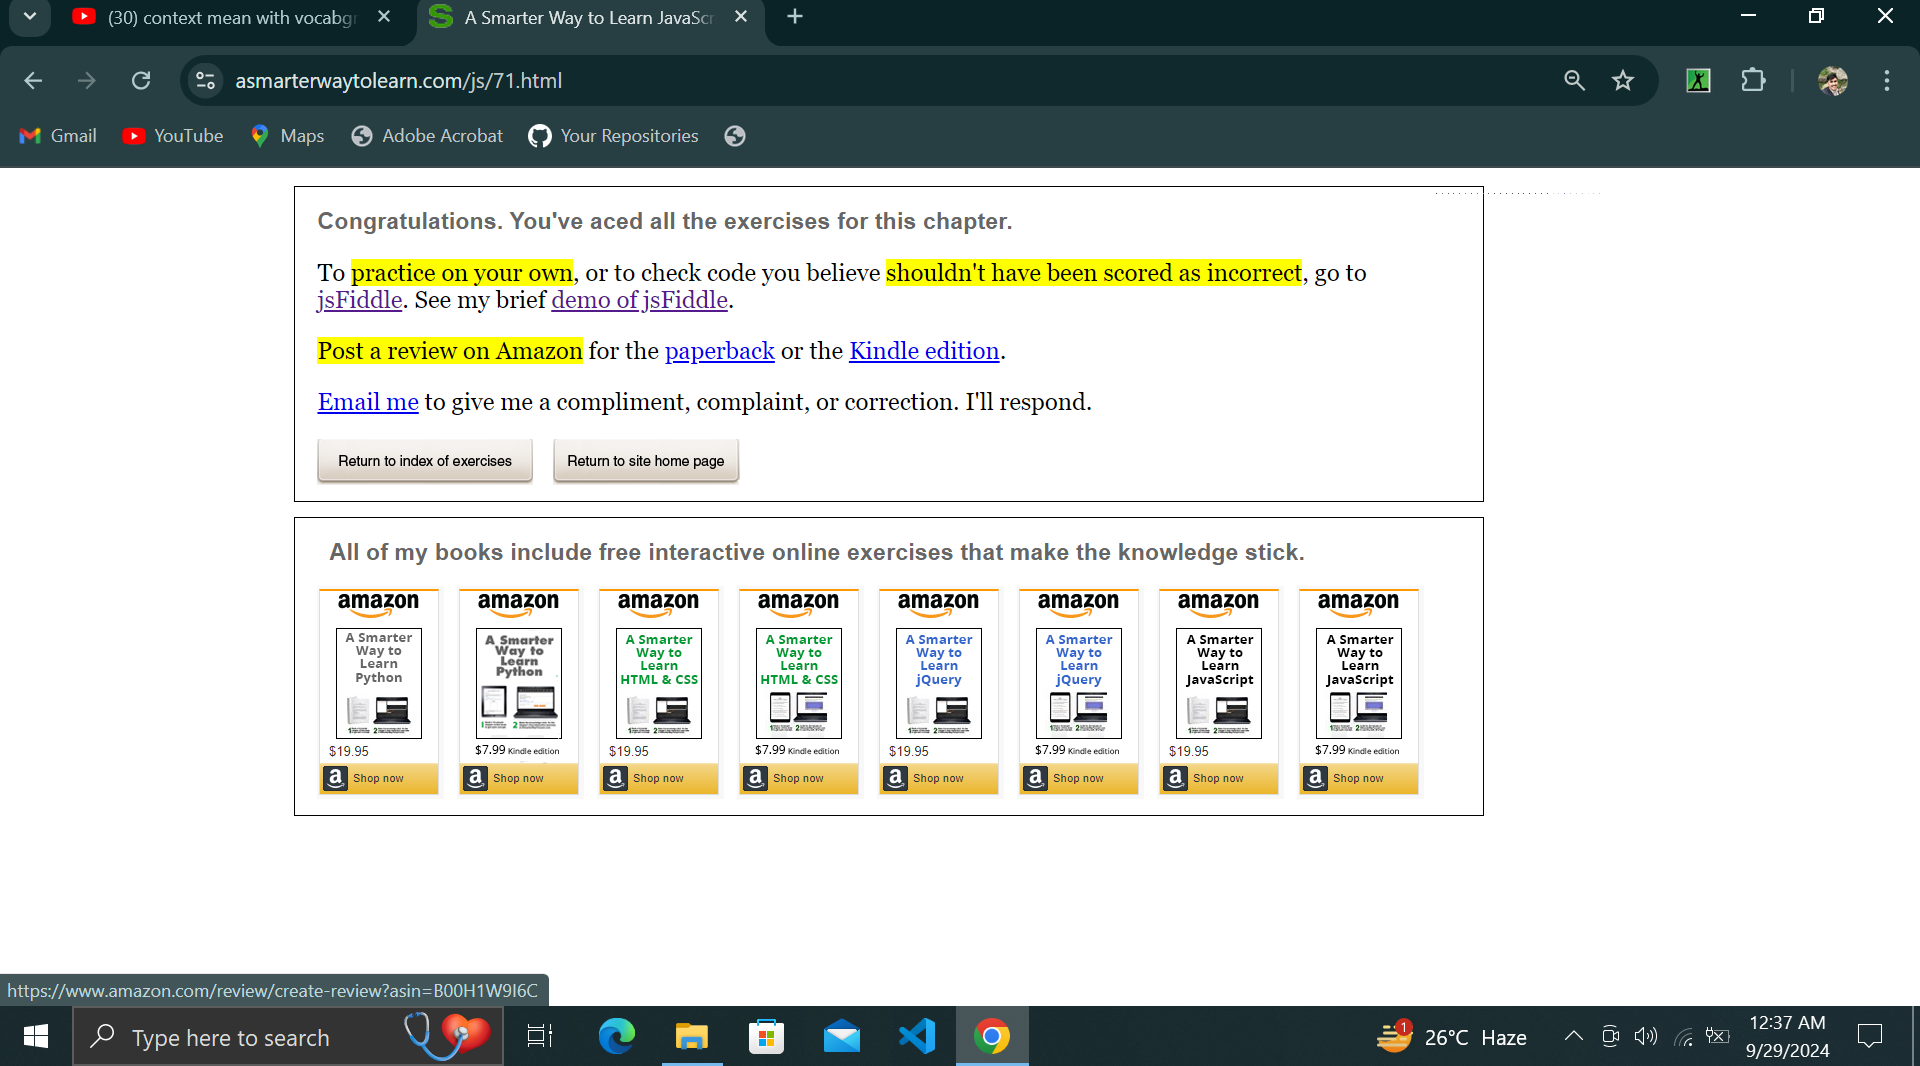 (30) context mean with vocabgr
A Smarter Way to Learn JavaScr
asmarterwaytolearn.com/js/71.html
Gmail YouTube Maps Adobe Acrobat Your Repositories
Congratulations. You've aced all the exercises for this chapter.
To practice on your own, or to check code you believe shouldn't have been scored as incorrect, go to
jsFiddle. See my brief demo of jsFiddle.
Post a review on Amazon for the paperback or the Kindle edition.
Email me to give me a compliment, complaint, or correction. I'll respond.
Return to index of exercises
Return to site home page
All of my books include free interactive online exercises that make the knowledge stick.
amazon
A Smarter
Way to
Learn
Python
$19.95
a Shop now
amazon
A Smarter
Way to
Learn
Python
$7.99 Kindle edition
a Shop now
amazon
A Smarter
Way to
Learn
HTML & CSS
$19.95
a Shop now
amazon
A Smarter
Way to
Learn
HTML & CSS
$7.99 Kindle edition
a Shop now
amazon
A Smarter
Way to
Learn
jQuery
$19.95
a Shop now
amazon
A Smarter
Way to
Learn
jQuery
$7.99 Kindle edition
a Shop now
amazon
A Smarter
Way to
Learn
JavaScript
$19.95
a Shop now
amazon
A Smarter
Way to
Learn
JavaScript
$7.99 Kindle edition
a Shop now
https://www.amazon.com/review/create-review?asin=B00H1W9I6C
Type here to search
1
26°C Haze
12:37 AM
9/29/2024